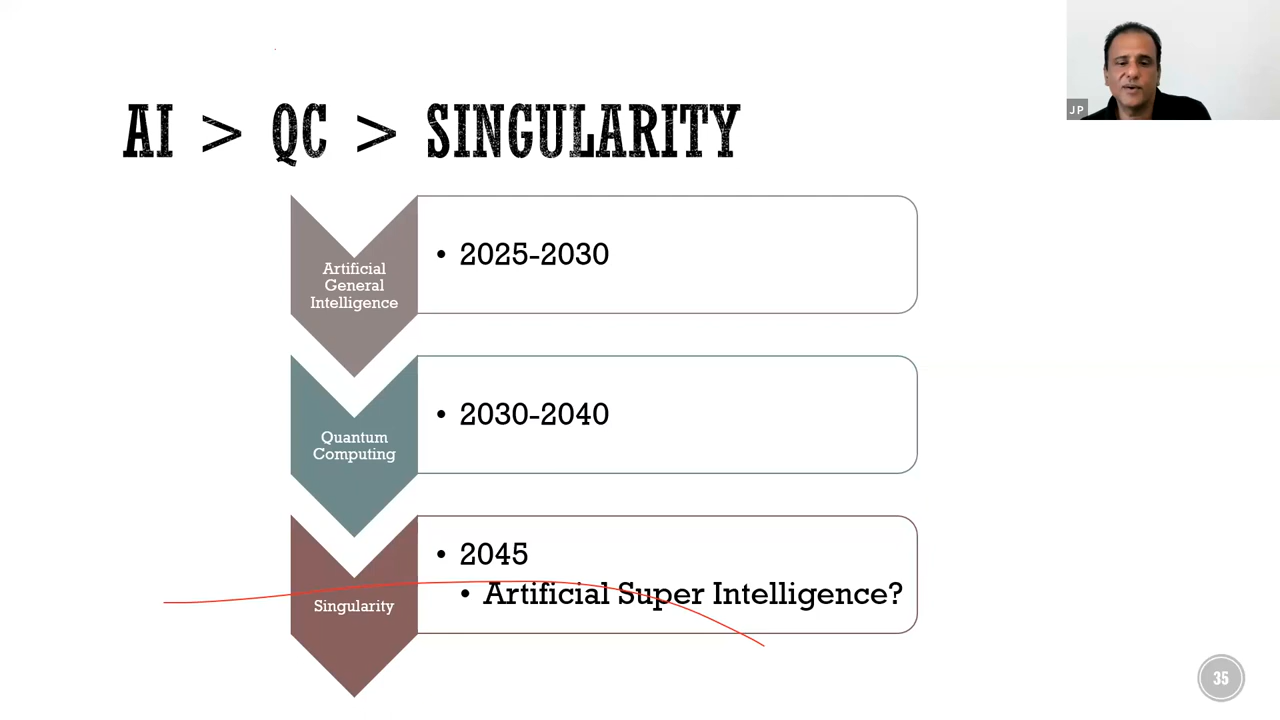 AI > QC > SINGULARITY
JP
Artificial
General
Intelligence
• 2025-2030
Quantum
Computing
• 2030-2040
Singularity
• 2045
• Artificial Super Intelligence?
35